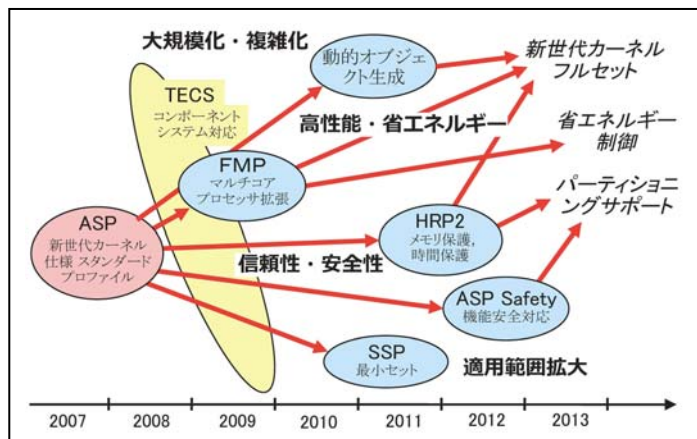 大規模化・複雑化
動的オブジェ
クト生成
新世代カーネル
フルセット
TECS
コンポーネント
システム対応
高性能・省エネルギー
省エネルギー
制御
FMP
マルチコア
プロセッサ拡張
パーティショニ
ングサポート
ASP
新世代カーネル
仕様 スタンダード
プロファイル
HRP2
メモリ保護,
時間保護
信頼性・安全性
ASP Safety
機能安全対応
SSP
最小セット
適用範囲拡大
2007 2008 2009 2010 2011 2012 2013